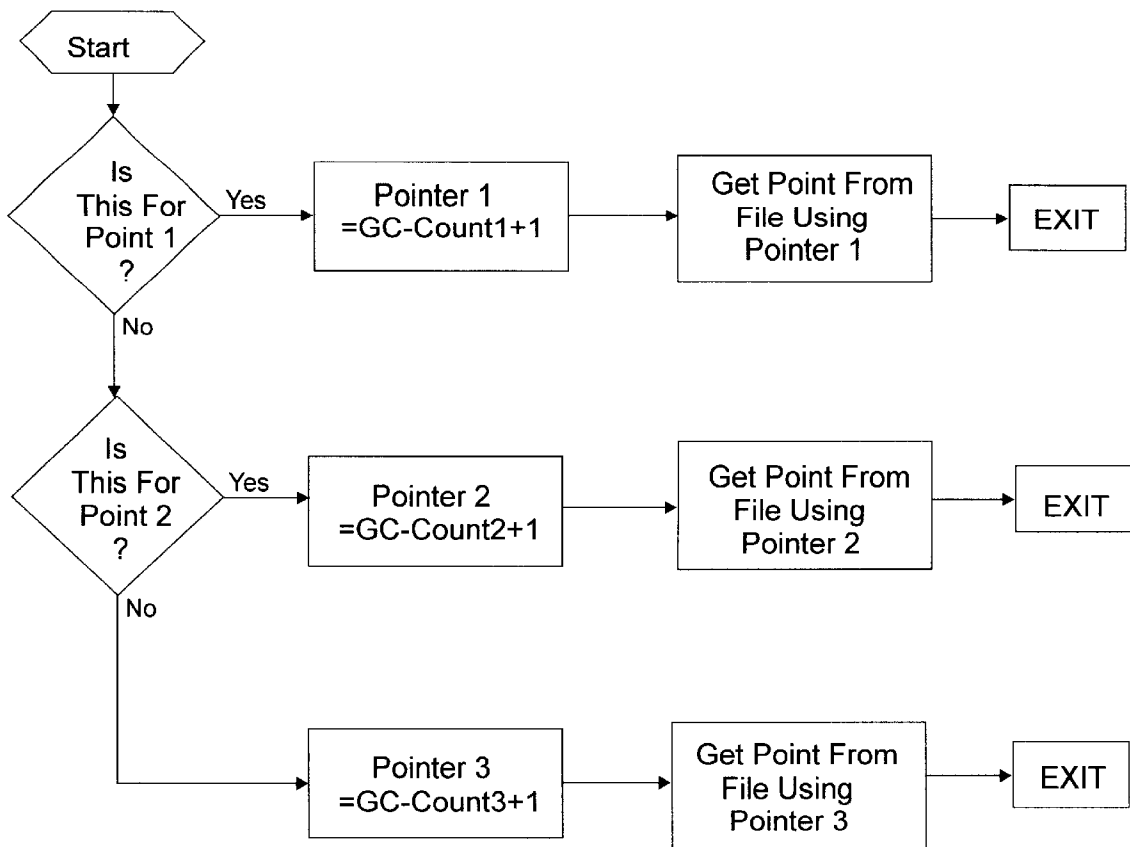 Start
Is
This For
Point 1
?
Yes
Pointer 1
=GC-Count1+1
Get Point From
File Using
Pointer 1
EXIT
No
Is
This For
Point 2
?
Yes
Pointer 2
=GC-Count2+1
Get Point From
File Using
Pointer 2
EXIT
No
Pointer 3
=GC-Count3+1
Get Point From
File Using
Pointer 3
EXIT